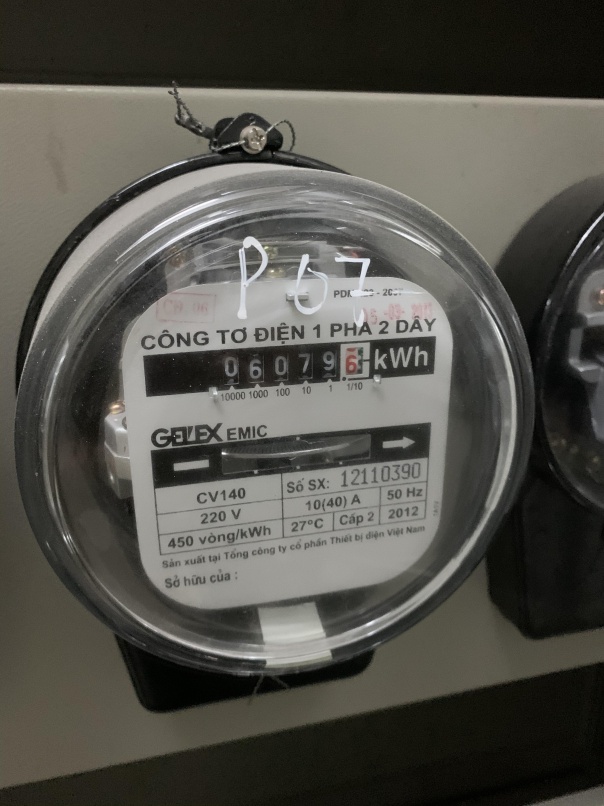 P 07
CÔNG TƠ ĐIỆN 1 PHA 2 DÂY
060796 kWh
10000 1000 100 10 1 1/10
GELEX EMIC
CV140 Số SX: 12110390
220 V 10(40) A 50 Hz
450 vòng/kWh 27°C Cấp 2 2012
Sản xuất tại Tổng công ty cổ phần Thiết bị điện Việt Nam
Sở hữu của :